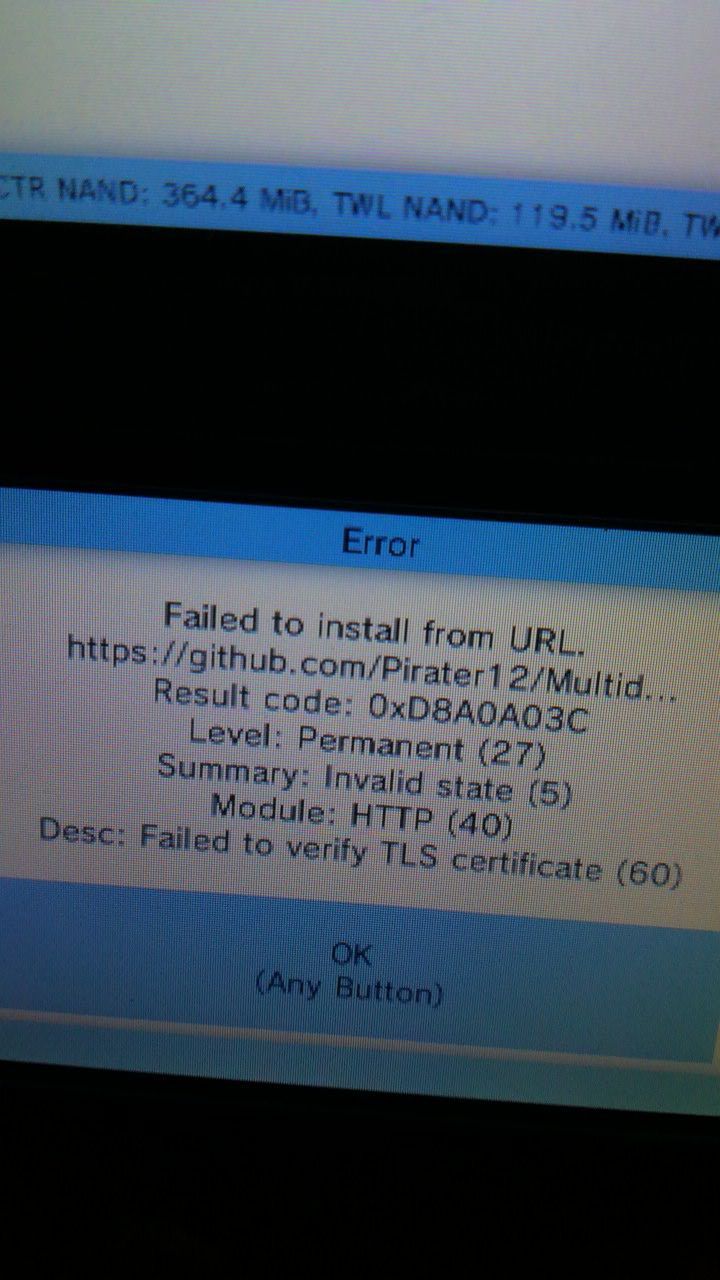 CTR NAND: 364.4 MiB, TWL NAND: 119.5 MiB, TW
Error
Failed to install from URL.
https://github.com/Pirater12/Multid...
Result code: 0xD8A0A03C
Level: Permanent (27)
Summary: Invalid state (5)
Module: HTTP (40)
Desc: Failed to verify TLS certificate (60)
OK
(Any Button)